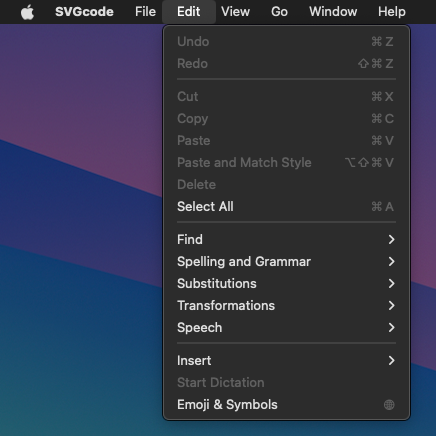 SVGcode File Edit View Go Window Help
Undo ⌘Z
Redo ⇧⌘Z
Cut ⌘X
Copy ⌘C
Paste ⌘V
Paste and Match Style ⌥⇧⌘V
Delete
Select All ⌘A
Find
Spelling and Grammar
Substitutions
Transformations
Speech
Insert
Start Dictation
Emoji & Symbols